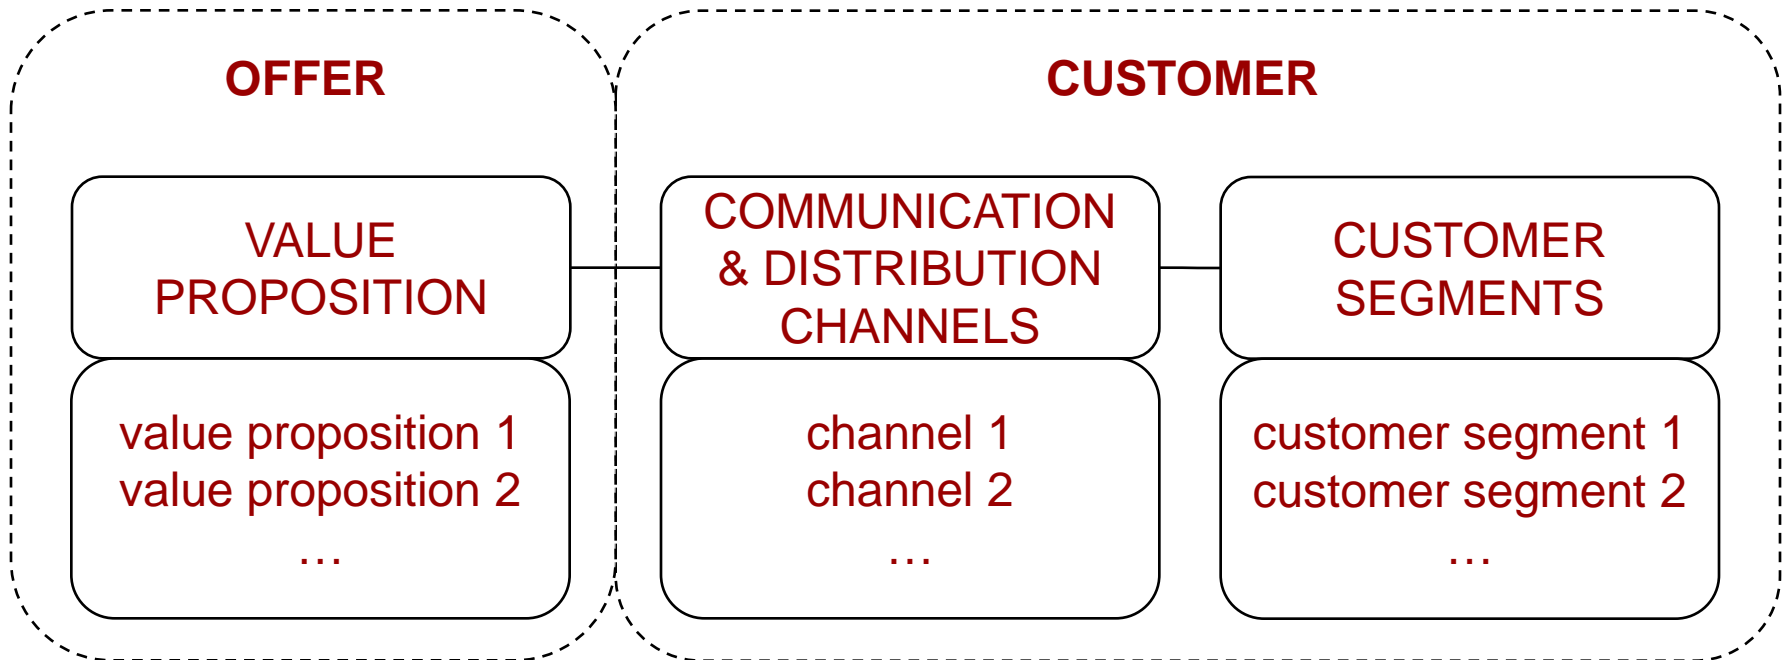 OFFER
CUSTOMER
VALUE
PROPOSITION
COMMUNICATION
& DISTRIBUTION
CHANNELS
CUSTOMER
SEGMENTS
value proposition 1
value proposition 2
…
channel 1
channel 2
…
customer segment 1
customer segment 2
…